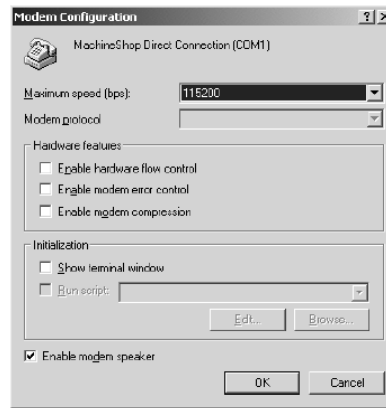 Modem Configuration
MachineShop Direct Connection (COM1)
Maximum speed (bps): 115200
Modem protocol
Hardware features
Enable hardware flow control
Enable modem error control
Enable modem compression
Initialization
Show terminal window
Run script:
Edit... Browse...
Enable modem speaker
OK Cancel